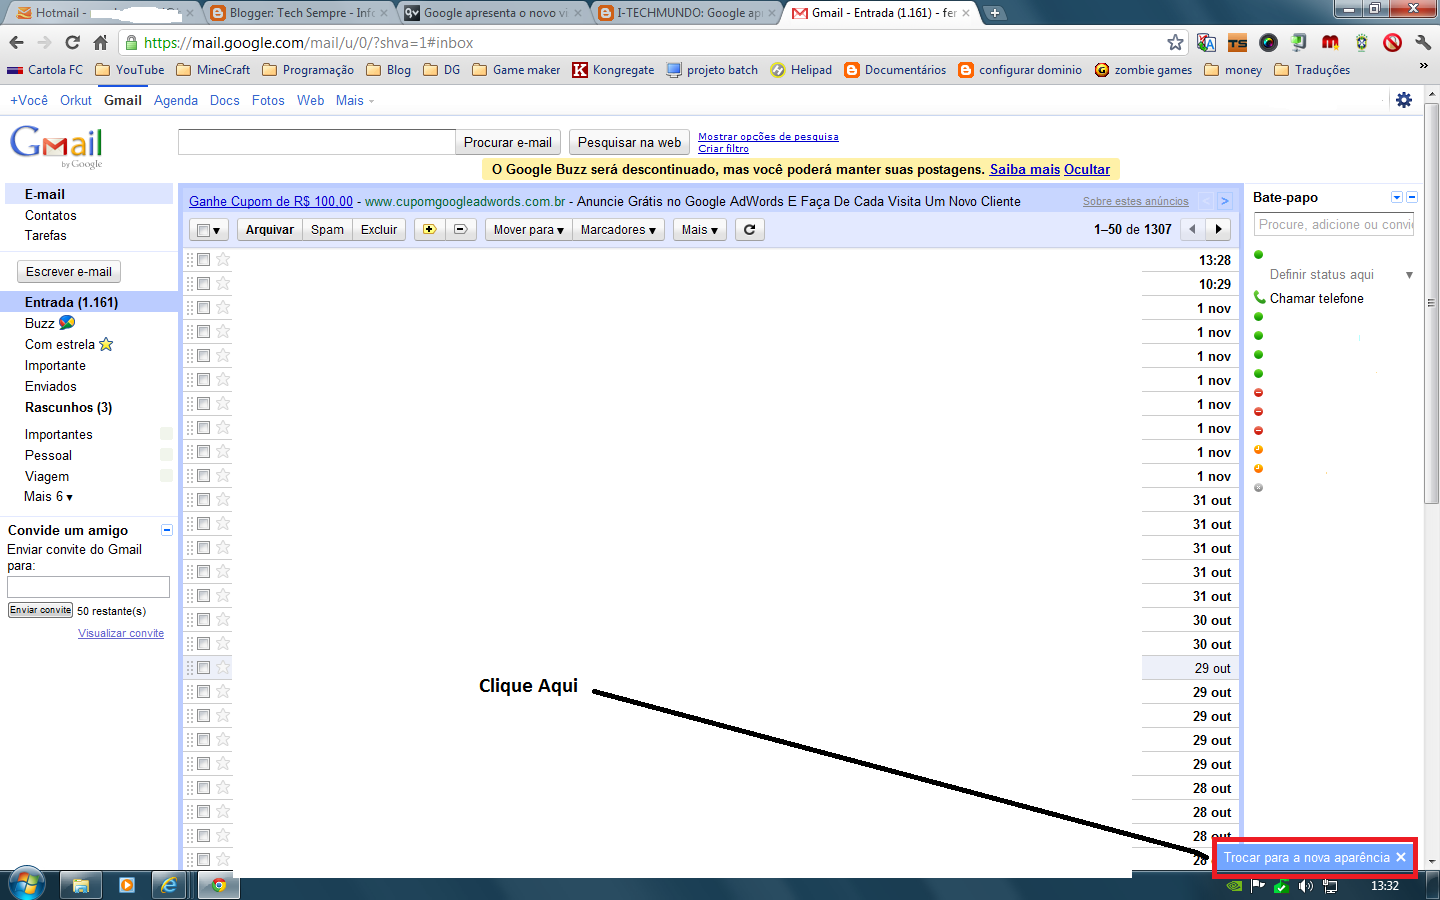 Hotmail -
Blogger: Tech Sempre - Info
Google apresenta o novo vi
I-TECHMUNDO: Google ap
Gmail - Entrada (1.161) - fer
https://mail.google.com/mail/u/0/?shva=1#inbox
Cartola FC YouTube MineCraft Programação Blog DG Game maker Kongregate projeto batch Helipad Documentários configurar dominio zombie games money Traduções »
+Você Orkut Gmail Agenda Docs Fotos Web Mais
Gmail
by Google
Procurar e-mail Pesquisar na web
Mostrar opções de pesquisa
Criar filtro
O Google Buzz será descontinuado, mas você poderá manter suas postagens. Saiba mais Ocultar
E-mail
Contatos
Tarefas
Escrever e-mail
Entrada (1.161)
Buzz
Com estrela
Importante
Enviados
Rascunhos (3)
Importantes
Pessoal
Viagem
Mais 6
Convide um amigo
Enviar convite do Gmail
para:
Enviar convite 50 restante(s)
Visualizar convite
Ganhe Cupom de R$ 100,00 - www.cupomgoogleadwords.com.br - Anuncie Grátis no Google AdWords E Faça De Cada Visita Um Novo Cliente
Sobre estes anúncios < >
Arquivar Spam Excluir Mover para Marcadores Mais
1–50 de 1307
13:28
10:29
1 nov
1 nov
1 nov
1 nov
1 nov
1 nov
1 nov
1 nov
31 out
31 out
31 out
31 out
31 out
30 out
30 out
29 out
29 out
29 out
29 out
29 out
28 out
28 out
28 out
28
Clique Aqui
Bate-papo
Procure, adicione ou convi
Definir status aqui
Chamar telefone
Trocar para a nova aparência
13:32